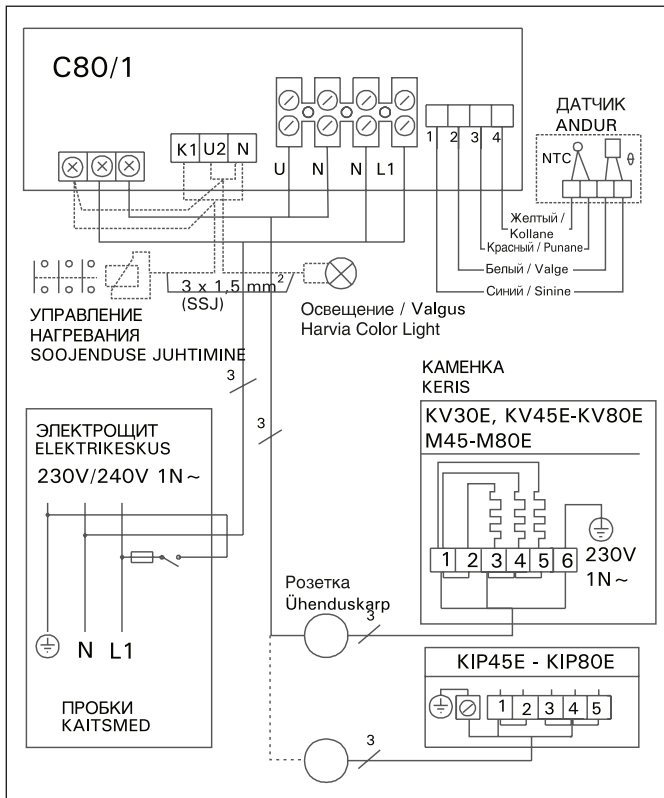 C80/1
K1 U2 N
U N N L1
1 2 3 4
ДАТЧИК
ANDUR
NTC
θ
Желтый /
Kollane
Красный / Punane
Белый / Valge
Синий / Sinine
3 x 1,5 mm²
(SSJ)
УПРАВЛЕНИЕ
НАГРЕВАНИЯ
SOOJENDUSE JUHTIMINE
Освещение / Valgus
Harvia Color Light
3
3
ЭЛЕКТРОЩИТ
ELEKTRIKESKUS
230V/240V 1N~
N L1
ПРОБКИ
KAITSMED
КАМЕНКА
KERIS
KV30E, KV45E-KV80E
M45-M80E
1 2 3 4 5 6
230V
1N~
Розетка
Ühenduskarp
3
KIP45E - KIP80E
1 2 3 4 5
3